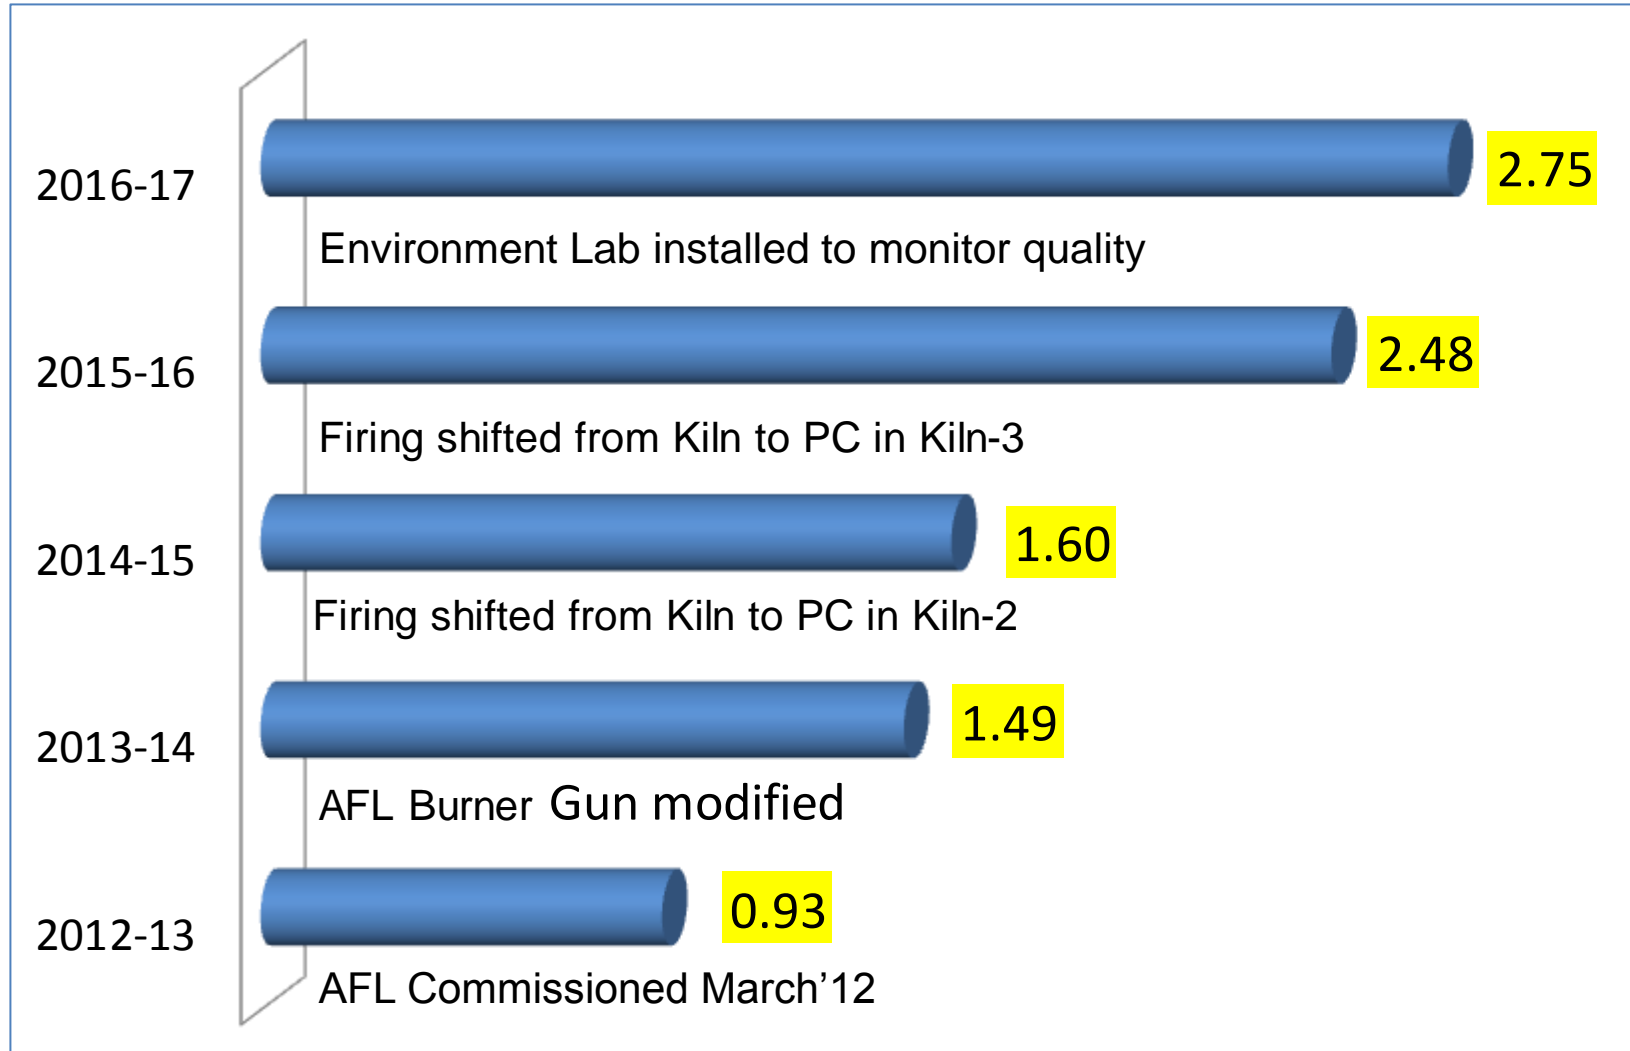 2016-17 2.75
Environment Lab installed to monitor quality
2015-16 2.48
Firing shifted from Kiln to PC in Kiln-3
2014-15 1.60
Firing shifted from Kiln to PC in Kiln-2
2013-14 1.49
AFL Burner Gun modified
2012-13 0.93
AFL Commissioned March’12